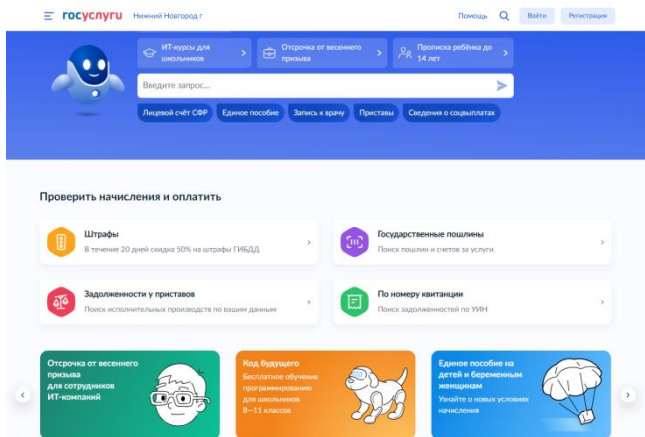 госуслуги Нижний Новгород г Помощь Войти Регистрация
ИТ-курсы для школьников
Отсрочка от весеннего призыва
Прописка ребёнка до 14 лет
Введите запрос...
Лицевой счёт СФР Единое пособие Запись к врачу Приставы Сведения о соцвыплатах
Проверить начисления и оплатить
Штрафы
В течение 20 дней скидка 50% на штрафы ГИБДД
Государственные пошлины
Поиск пошлин и счетов за услуги
Задолженности у приставов
Поиск исполнительных производств по вашим данным
По номеру квитанции
Поиск задолженностей по УИН
Отсрочка от весеннего
призыва
для сотрудников
ИТ-компаний
Код будущего
Бесплатное обучение
программированию
для школьников
8–11 классов
Единое пособие на
детей и беременным
женщинам
Узнайте о новых условиях
начисления